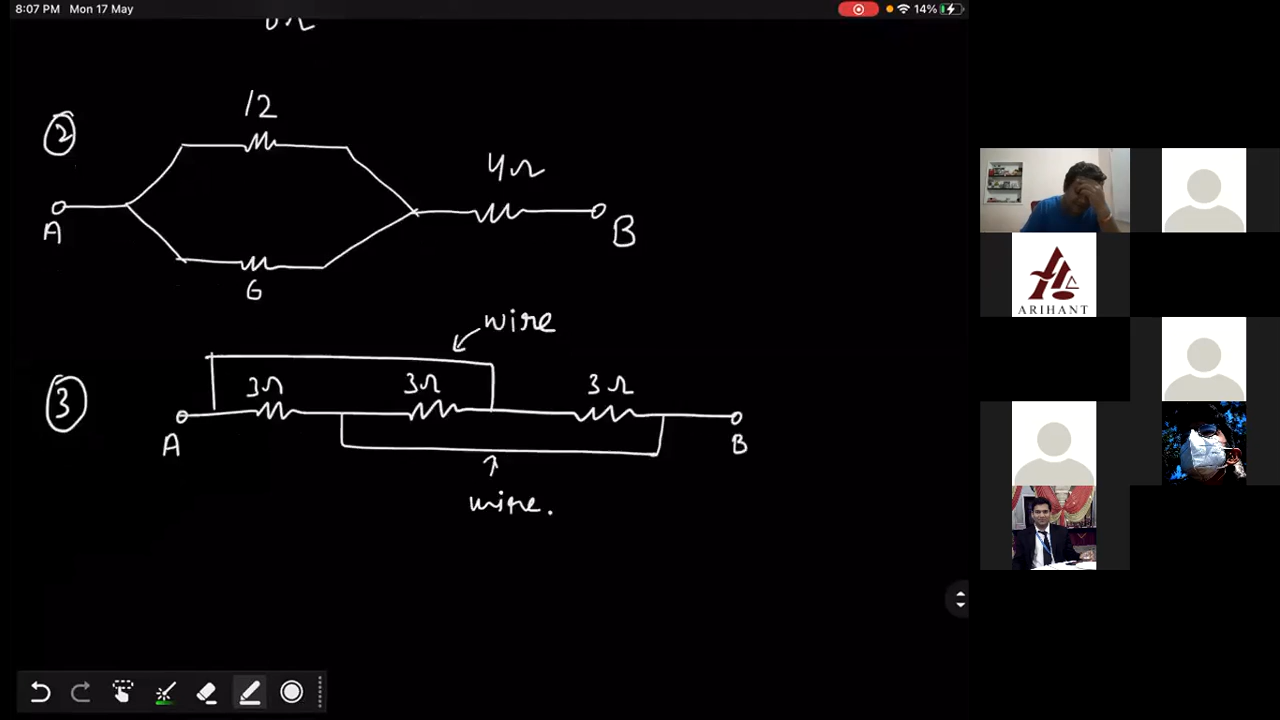 8:07 PM Mon 17 May
14%
12
②
4Ω
A
B
6
wire
③
3Ω 3Ω 3Ω
A
B
wire.
ARIHANT